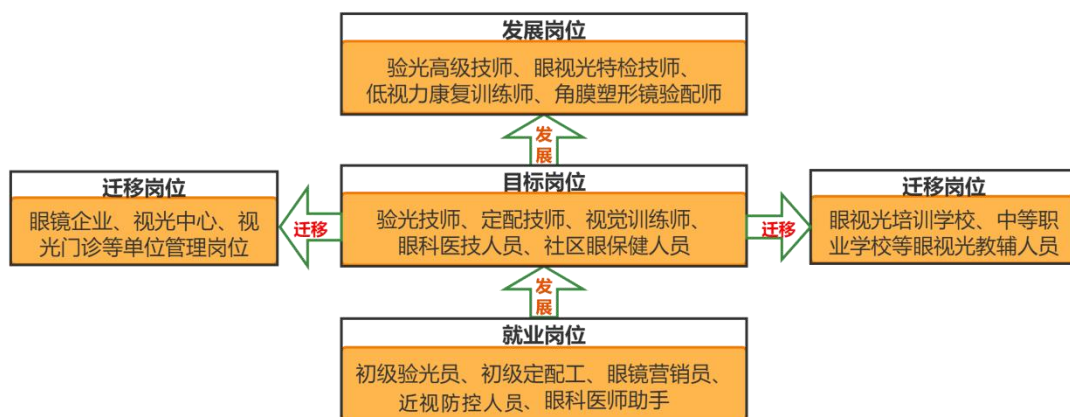 发展岗位
验光高级技师、眼视光特检技师、
低视力康复训练师、角膜塑形镜验配师
发展
迁移岗位
眼镜企业、视光中心、视
光门诊等单位管理岗位
迁移
目标岗位
验光技师、定配技师、视觉训练师、
眼科医技人员、社区眼保健人员
迁移
迁移岗位
眼视光培训学校、中等职
业学校等眼视光教辅人员
发展
就业岗位
初级验光员、初级定配工、眼镜营销员、
近视防控人员、眼科医师助手